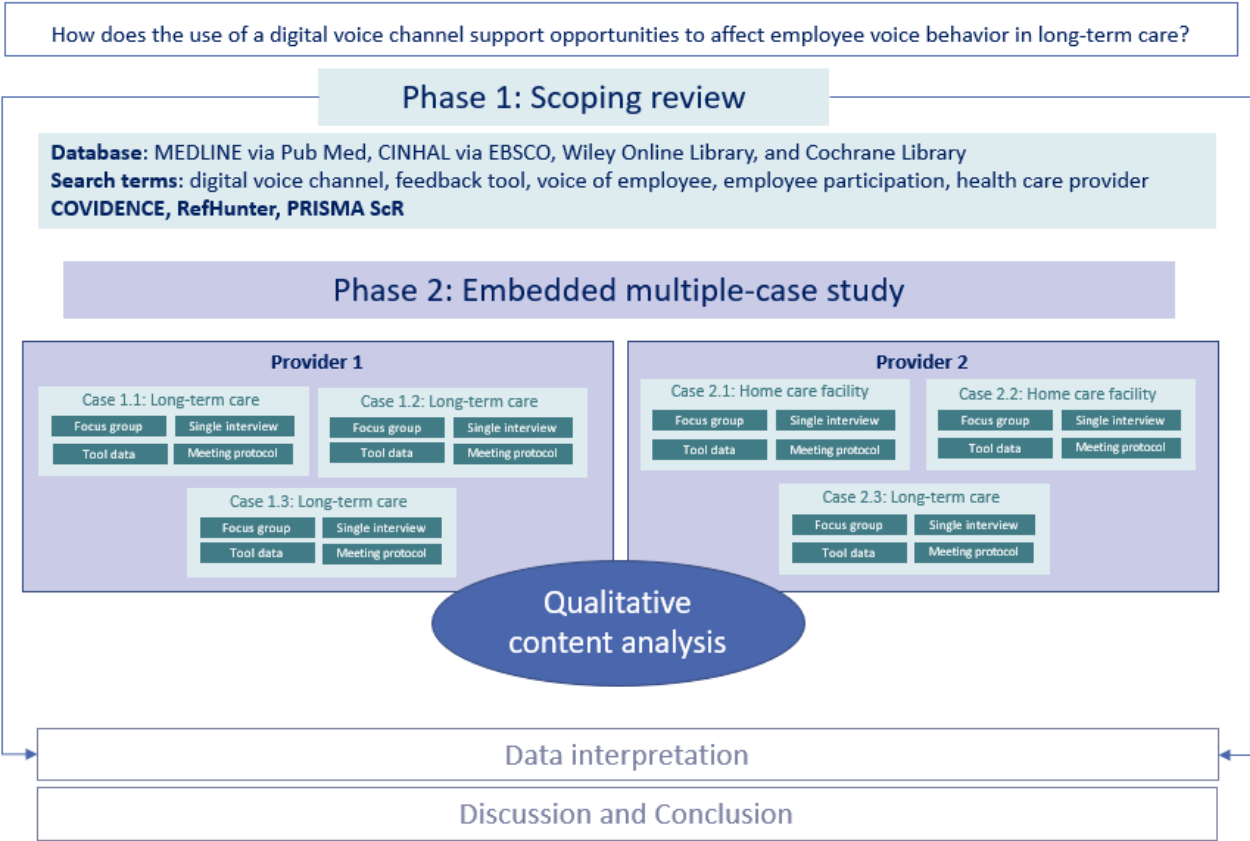 How does the use of a digital voice channel support opportunities to affect employee voice behavior in long-term care?
Phase 1: Scoping review
Database: MEDLINE via Pub Med, CINHAL via EBSCO, Wiley Online Library, and Cochrane Library
Search terms: digital voice channel, feedback tool, voice of employee, employee participation, health care provider
COVIDENCE, RefHunter, PRISMA ScR
Phase 2: Embedded multiple-case study
Provider 1
Case 1.1: Long-term care
Focus group
Single interview
Tool data
Meeting protocol
Case 1.2: Long-term care
Focus group
Single interview
Tool data
Meeting protocol
Case 1.3: Long-term care
Focus group
Single interview
Tool data
Meeting protocol
Provider 2
Case 2.1: Home care facility
Focus group
Single interview
Tool data
Meeting protocol
Case 2.2: Home care facility
Focus group
Single interview
Tool data
Meeting protocol
Case 2.3: Long-term care
Focus group
Single interview
Tool data
Meeting protocol
Qualitative
content analysis
Data interpretation
Discussion and Conclusion